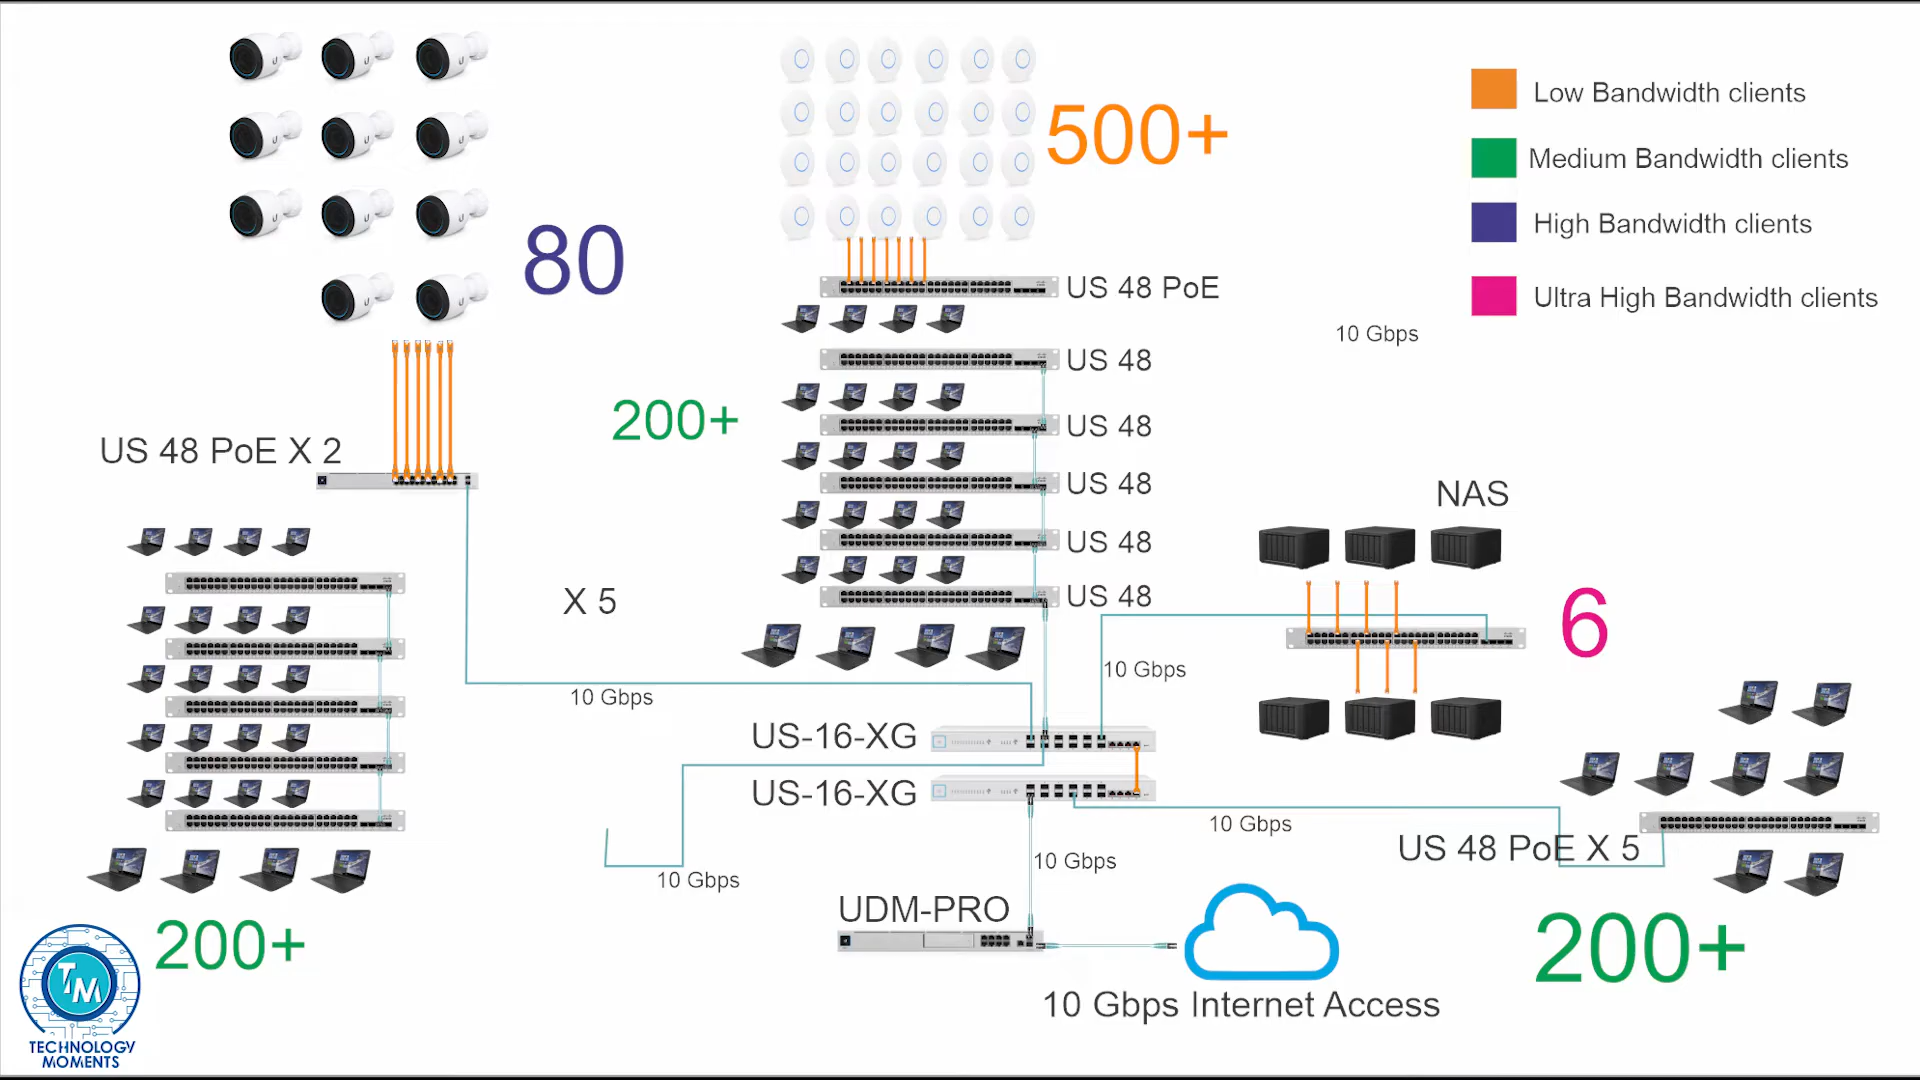 Low Bandwidth clients
Medium Bandwidth clients
High Bandwidth clients
Ultra High Bandwidth clients
500+
80
US 48 PoE
10 Gbps
US 48
200+
US 48
US 48 PoE X 2
US 48
NAS
US 48
X 5
US 48
6
10 Gbps
10 Gbps
US-16-XG
US-16-XG
10 Gbps
US 48 PoE X 5
10 Gbps
10 Gbps
UDM-PRO
200+
200+
10 Gbps Internet Access
TM
TECHNOLOGY
MOMENTS